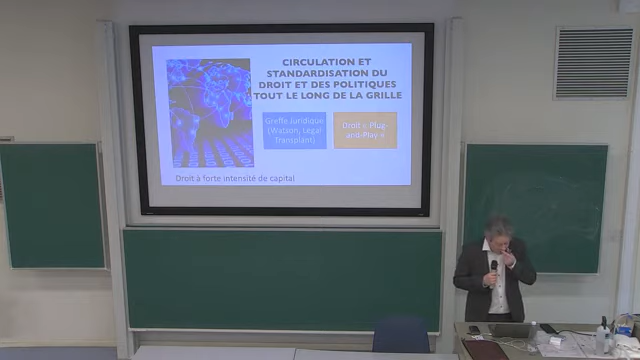 CIRCULATION ET
STANDARDISATION DU
DROIT ET DES POLITIQUES
TOUT LE LONG DE LA GRILLE
Greffe Juridique
(Watson, Legal
Transplant)
Droit « Plug-
and-Play »
Droit à forte intensité de capital